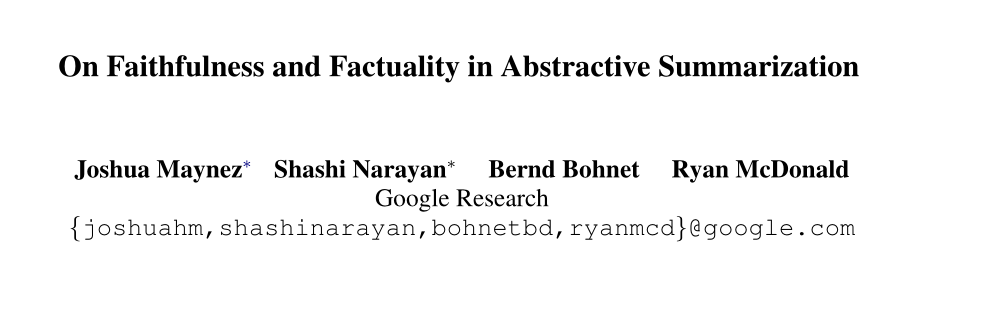 On Faithfulness and Factuality in Abstractive Summarization
Joshua Maynez* Shashi Narayan* Bernd Bohnet Ryan McDonald
Google Research
{joshuahm,shashinarayan,bohnetbd,ryanmcd}@google.com